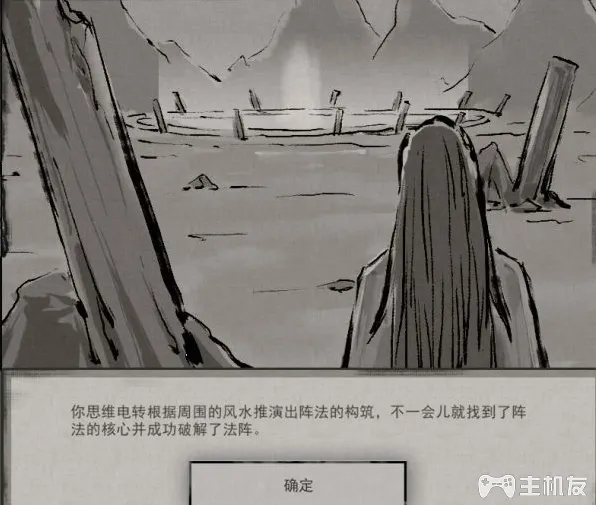 你思维电转根据周围的风水推演出阵法的构筑，不一会儿就找到了阵
法的核心并成功破解了法阵。
确定
主机友